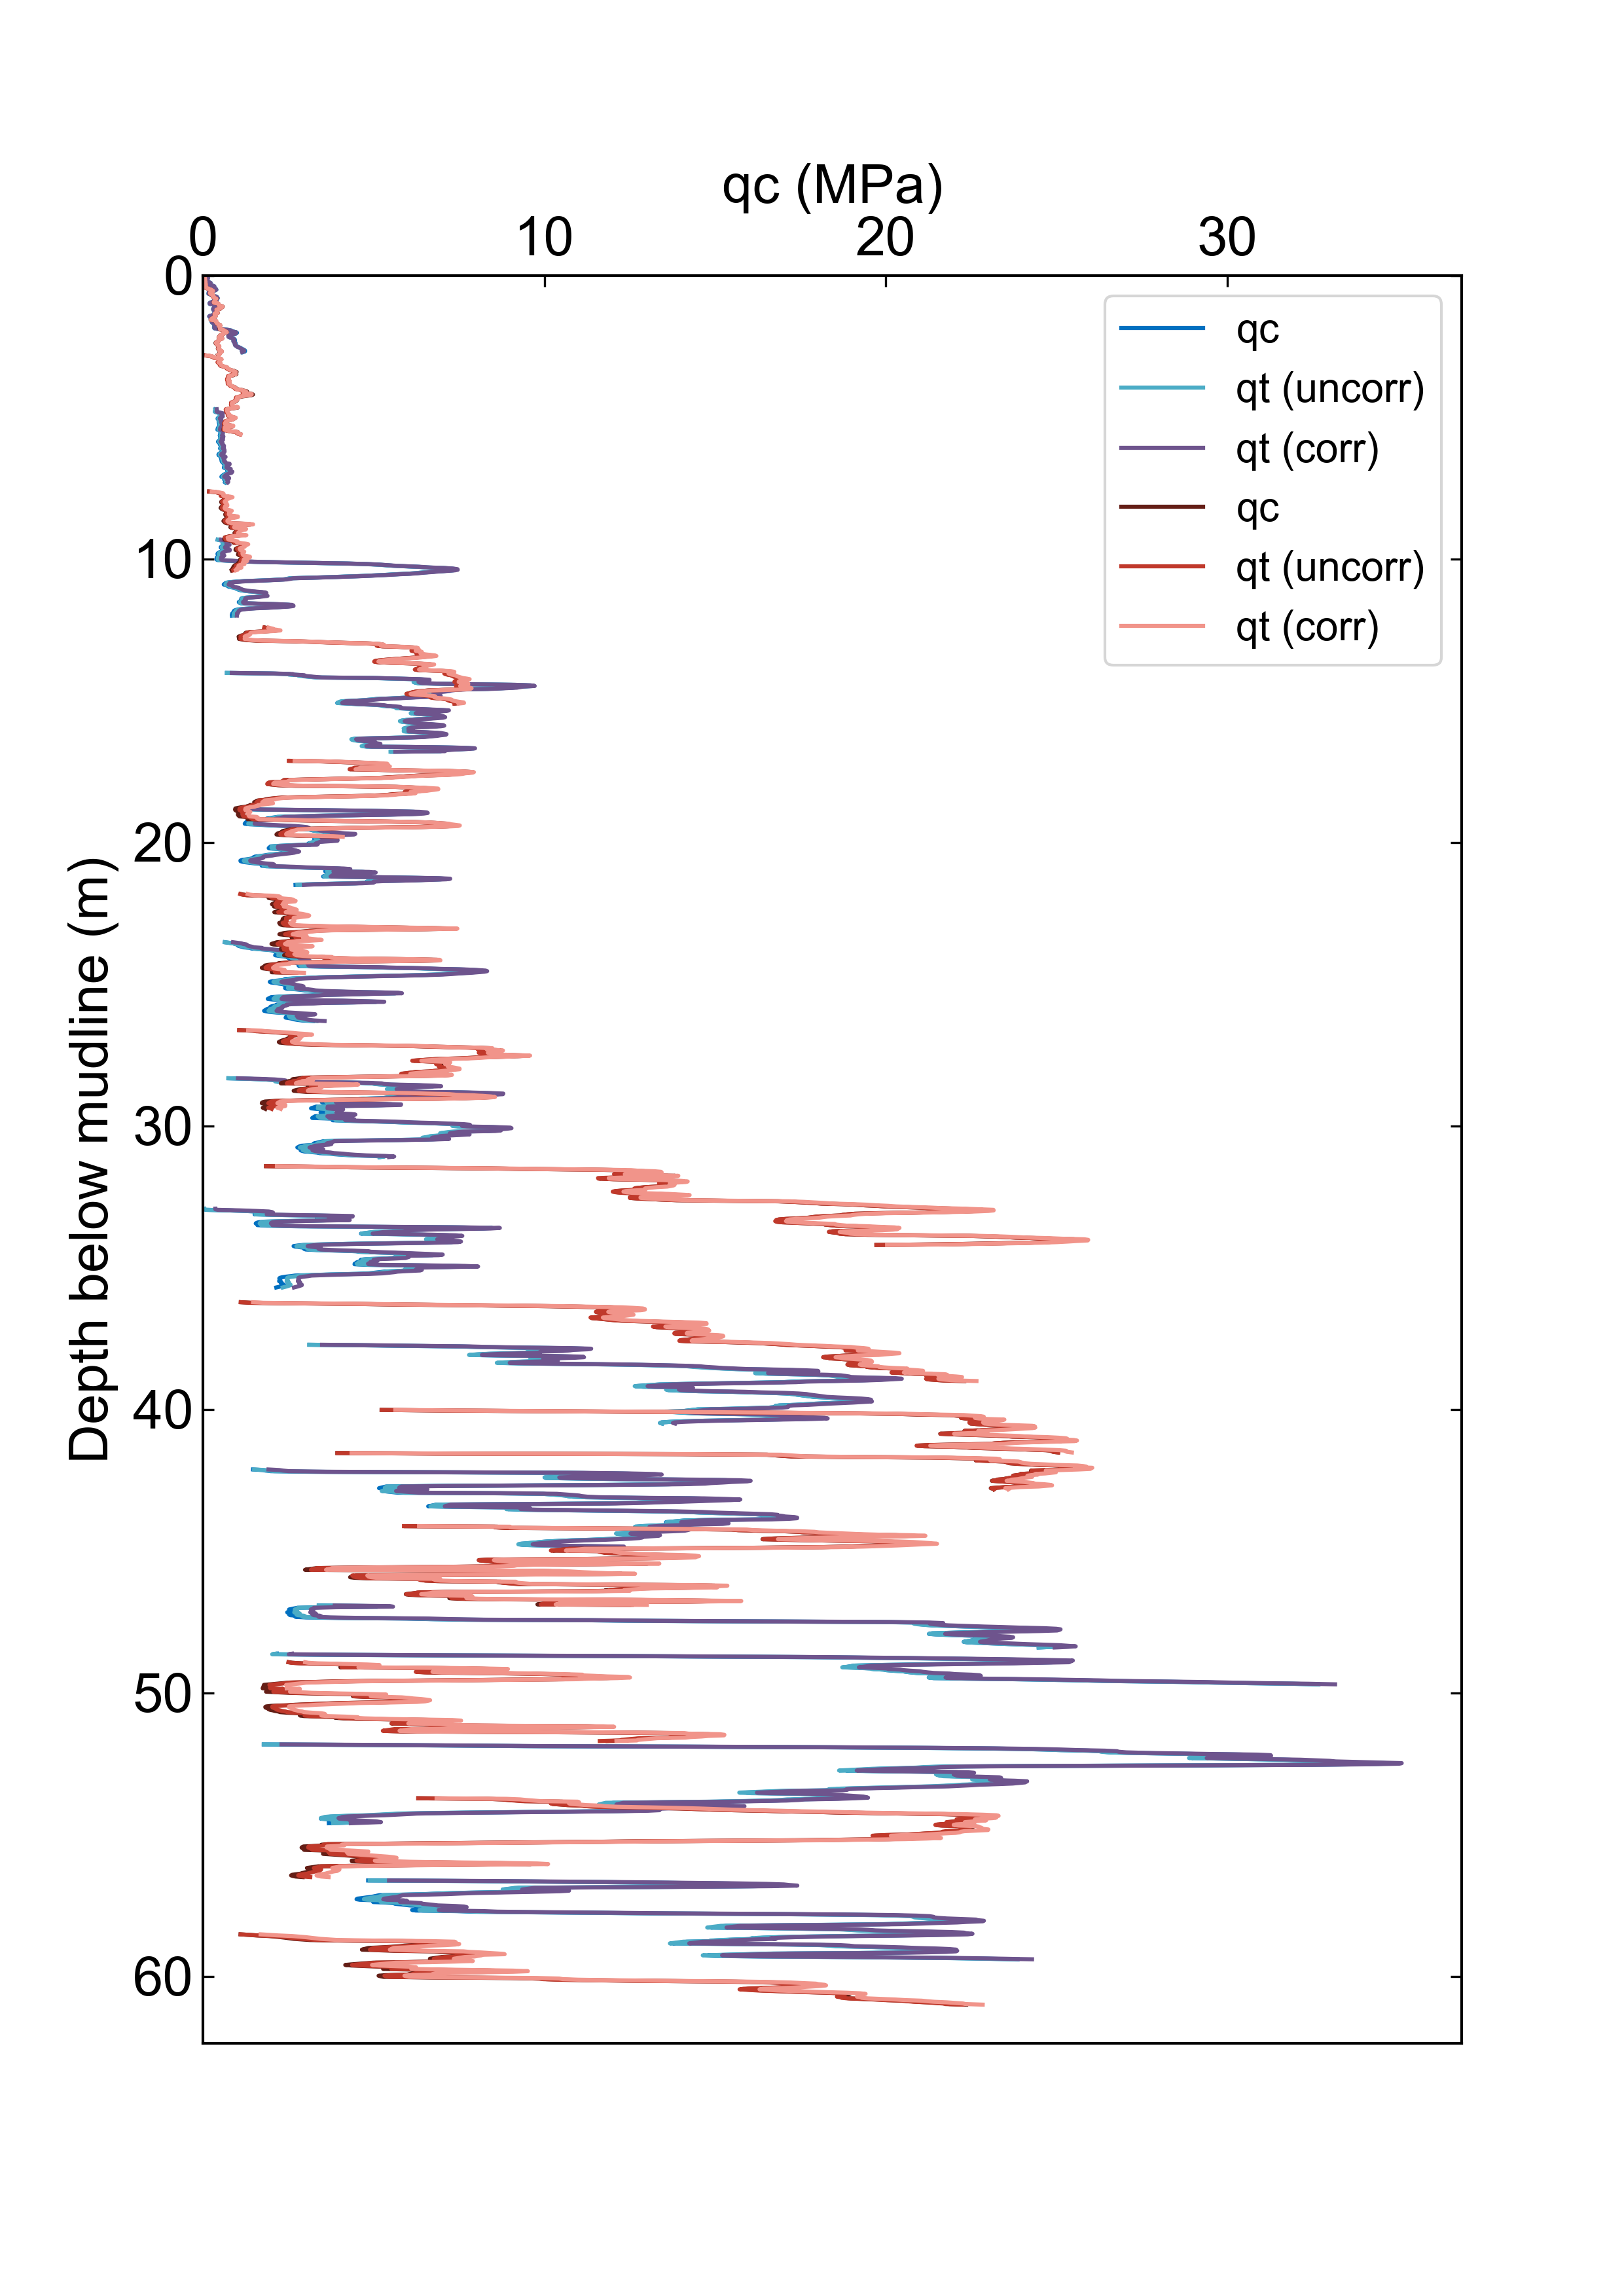 qc (MPa)
0 10 20 30
0
10
20
30
40
50
60
Depth below mudline (m)
qc
qt (uncorr)
qt (corr)
qc
qt (uncorr)
qt (corr)